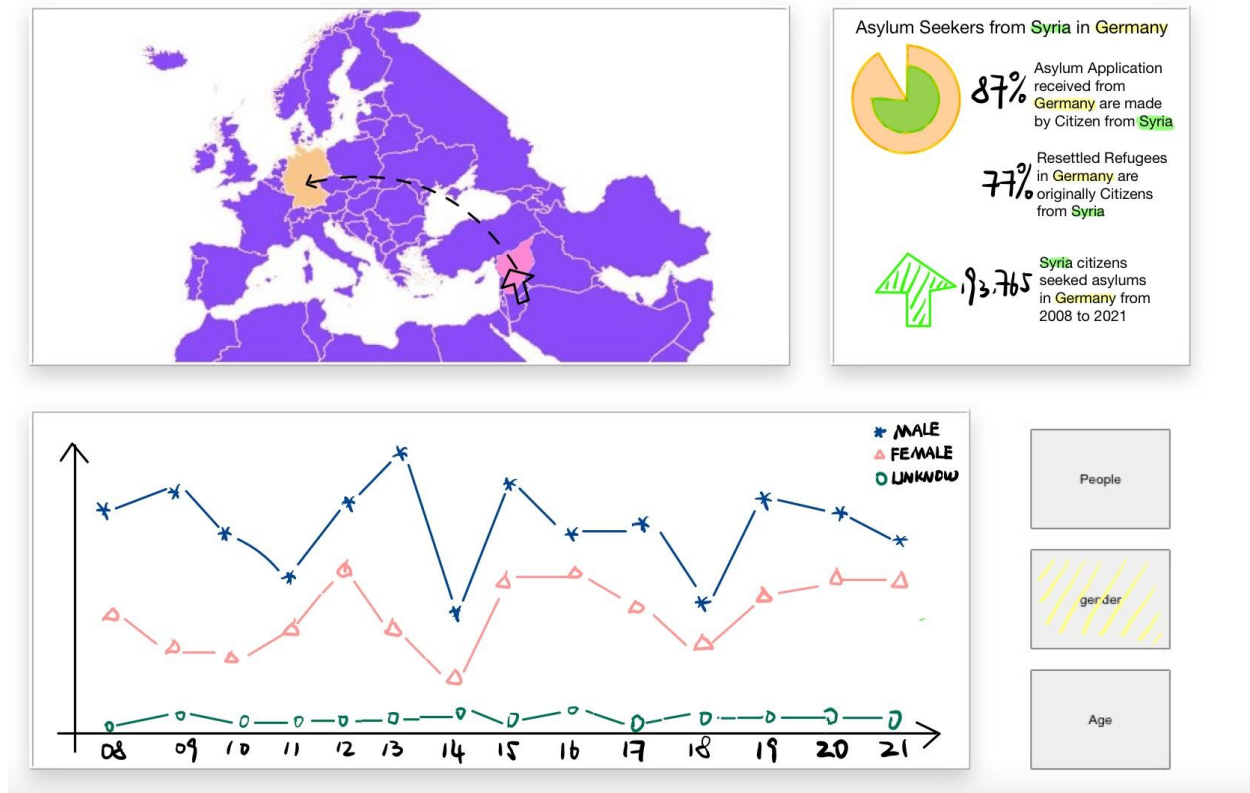 Asylum Seekers from Syria in Germany
87%
Asylum Application
received from
Germany are made
by Citizen from Syria
77%
Resettled Refugees
in Germany are
originally Citizens
from Syria
193.765
Syria citizens
seeked asylums
in Germany from
2008 to 2021
MALE
FEMALE
UNKNOW
08 09 10 11 12 13 14 15 16 17 18 19 20 21
People
gender
Age